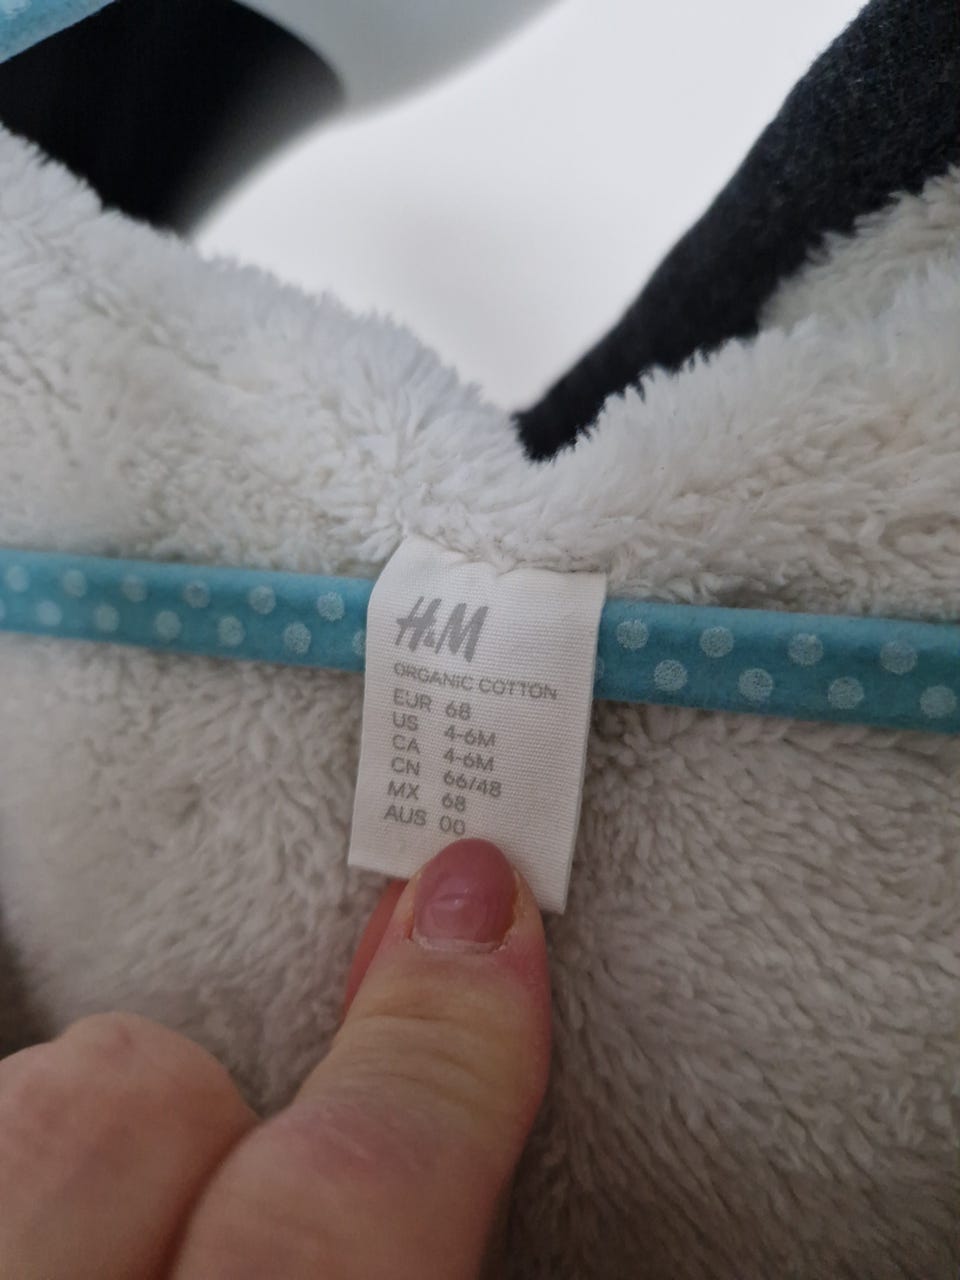 H&M
ORGANIC COTTON
EUR 68
US 4-6M
CA 4-6M
CN 66/48
MX 68
AUS 00